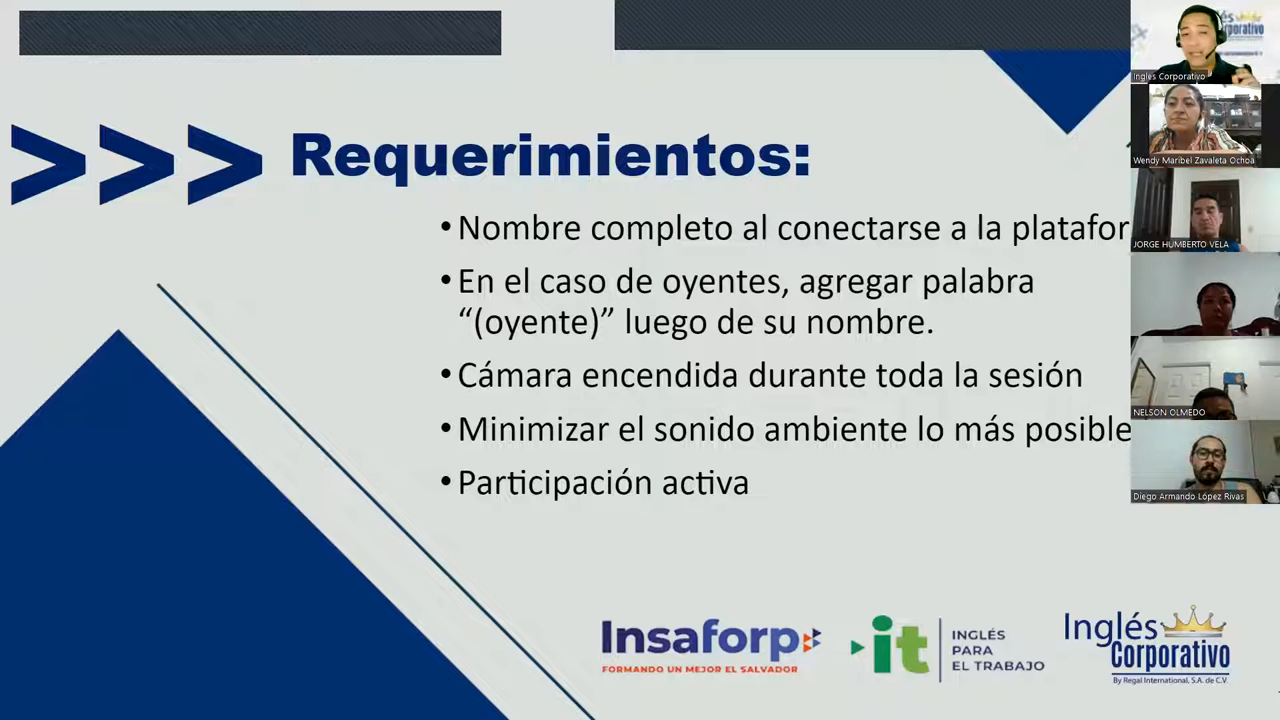 >>> Requerimientos:
• Nombre completo al conectarse a la platafor
• En el caso de oyentes, agregar palabra
“(oyente)” luego de su nombre.
• Cámara encendida durante toda la sesión
• Minimizar el sonido ambiente lo más posible
• Participación activa
Insaforp
FORMANDO UN MEJOR EL SALVADOR
it
INGLÉS
PARA
EL TRABAJO
Inglés
Corporativo
By Regal International, S.A. de C.V.
Inglés Corporativo
Wendy Maribel Zavaleta Ochoa
JORGE HUMBERTO VELA
NELSON OLMEDO
Diego Armando López Rivas